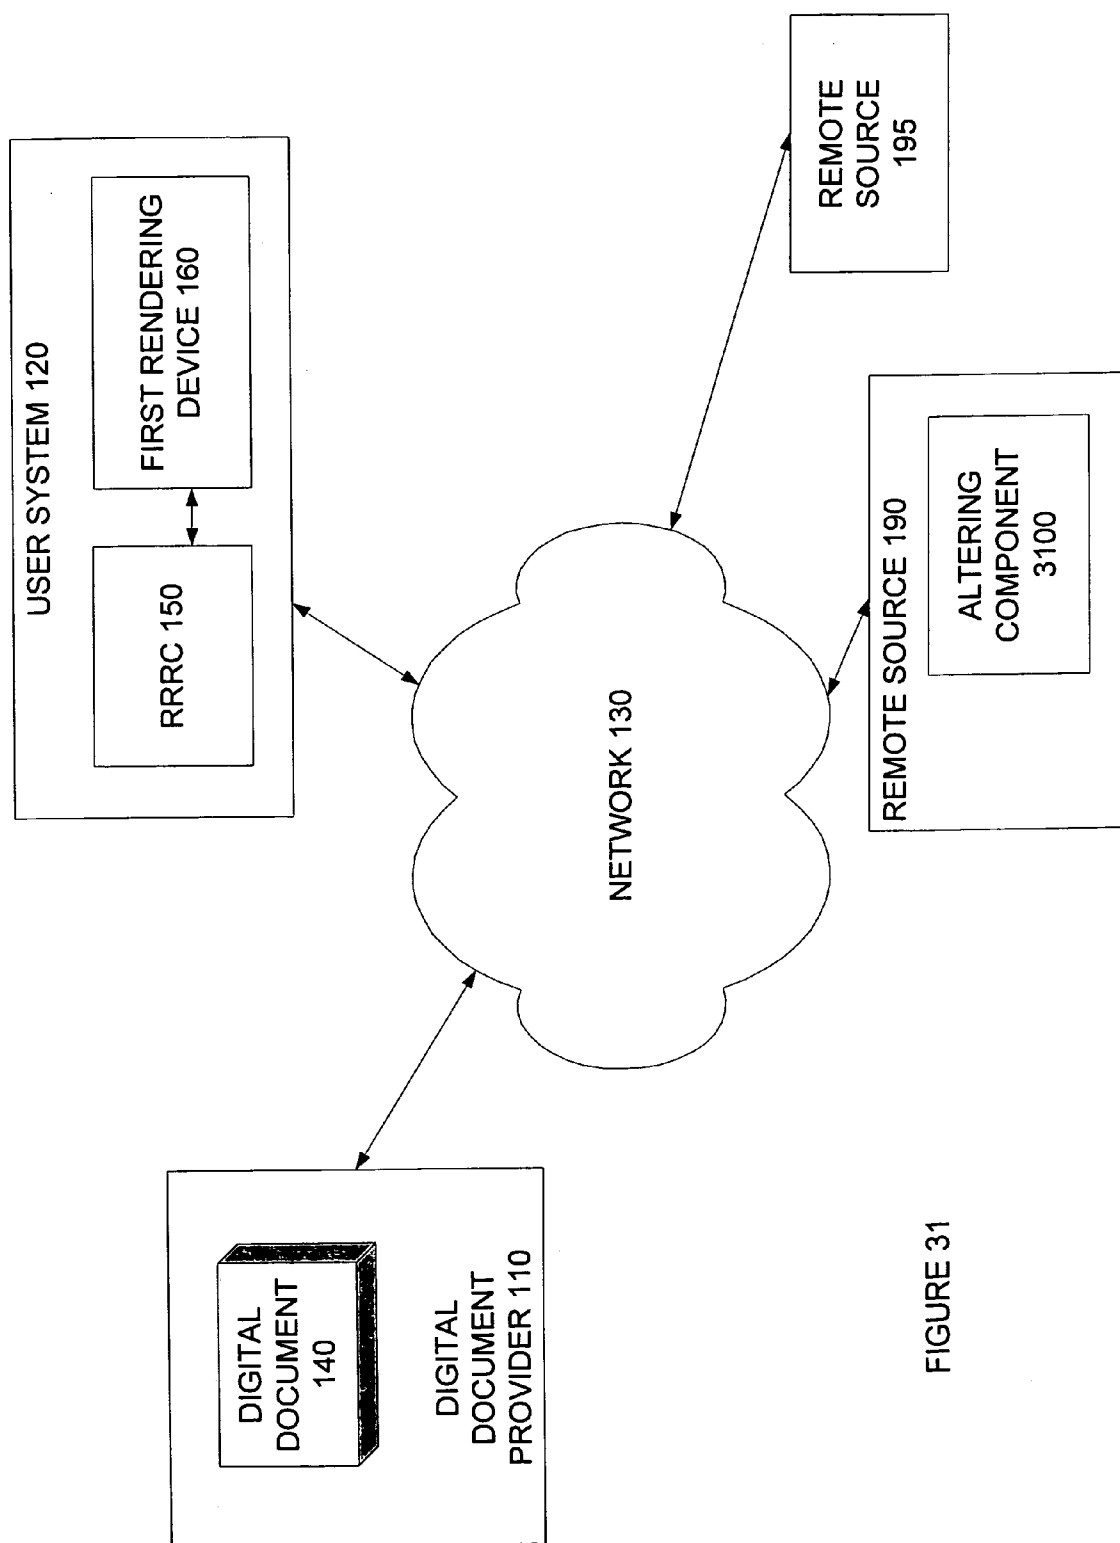 USER SYSTEM 120
RRRC 150
FIRST RENDERING
DEVICE 160
DIGITAL
DOCUMENT
140
DIGITAL
DOCUMENT
PROVIDER 110
NETWORK 130
REMOTE
SOURCE
195
REMOTE SOURCE 190
ALTERING
COMPONENT
3100
FIGURE 31